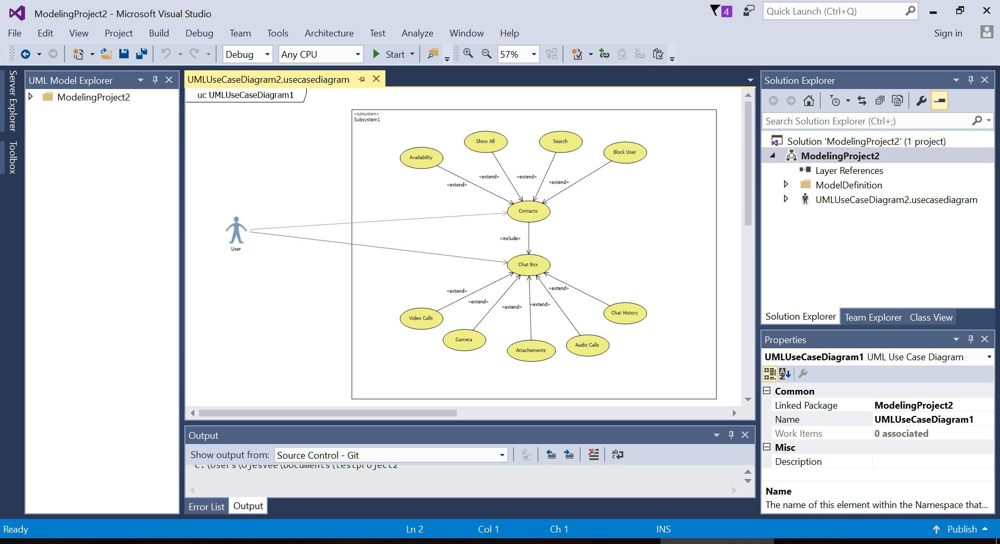 ModelingProject2 - Microsoft Visual Studio
4
Quick Launch (Ctrl+Q)
File Edit View Project Build Debug Team Tools Architecture Test Analyze Window Help
Sign in
Debug
Any CPU
Start
57%
Server Explorer
Toolbox
UML Model Explorer
ModelingProject2
UMLUseCaseDiagram2.usecasediagram
uc UMLUseCaseDiagram1
«subsystem»
Subsystem1
Show All
Search
Block User
Availability
«extend»
«extend»
«extend»
«extend»
Contacts
User
«include»
Chat Box
«extend»
«extend»
«extend»
«extend»
«extend»
Chat History
Video Calls
Camera
Attachements
Audio Calls
Output
Show output from:
Source Control - Git
C:\Users\Ojesvee\Documents\testproject2
Error List
Output
Solution Explorer
Search Solution Explorer (Ctrl+;)
Solution 'ModelingProject2' (1 project)
ModelingProject2
Layer References
ModelDefinition
UMLUseCaseDiagram2.usecasediagram
Solution Explorer
Team Explorer
Class View
Properties
UMLUseCaseDiagram1 UML Use Case Diagram
Common
Linked Package ModelingProject2
Name UMLUseCaseDiagram1
Work Items 0 associated
Misc
Description
Name
The name of this element within the Namespace that...
Ready
Ln 2
Col 1
Ch 1
INS
Publish